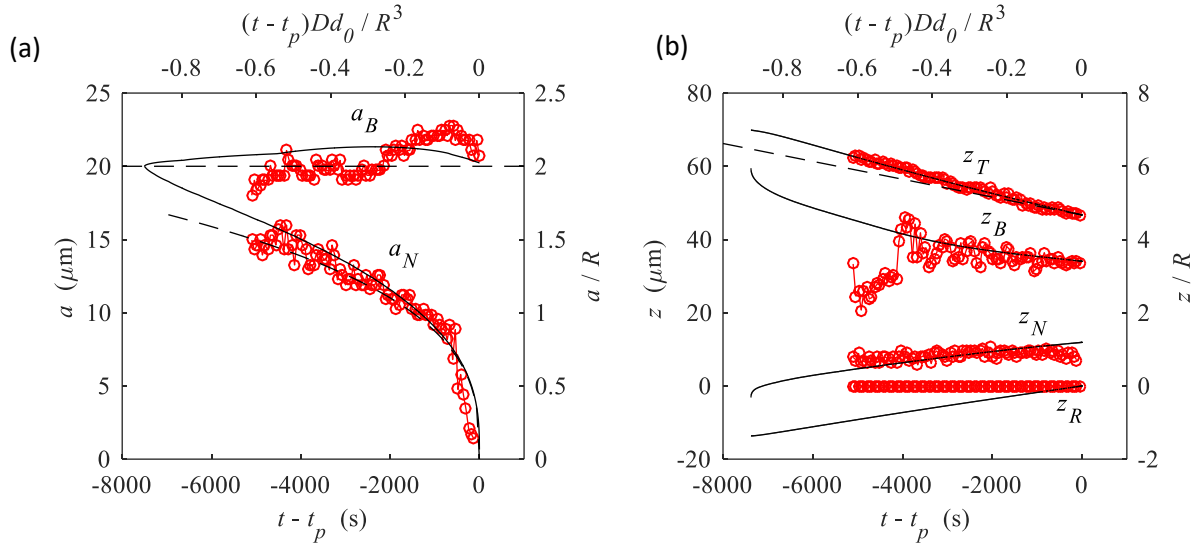 (a)
(t - t_p)Dd_0 / R^3
-0.8 -0.6 -0.4 -0.2 0
25 20 15 10 5 0
a (μm)
a_B
a_N
2.5 2 1.5 1 0.5 0
a / R
-8000 -6000 -4000 -2000 0
t - t_p (s)
(b)
(t - t_p)Dd_0 / R^3
-0.8 -0.6 -0.4 -0.2 0
80 60 40 20 0 -20
z (μm)
z_T
z_B
z_N
z_R
8 6 4 2 0 -2
z / R
-8000 -6000 -4000 -2000 0
t - t_p (s)